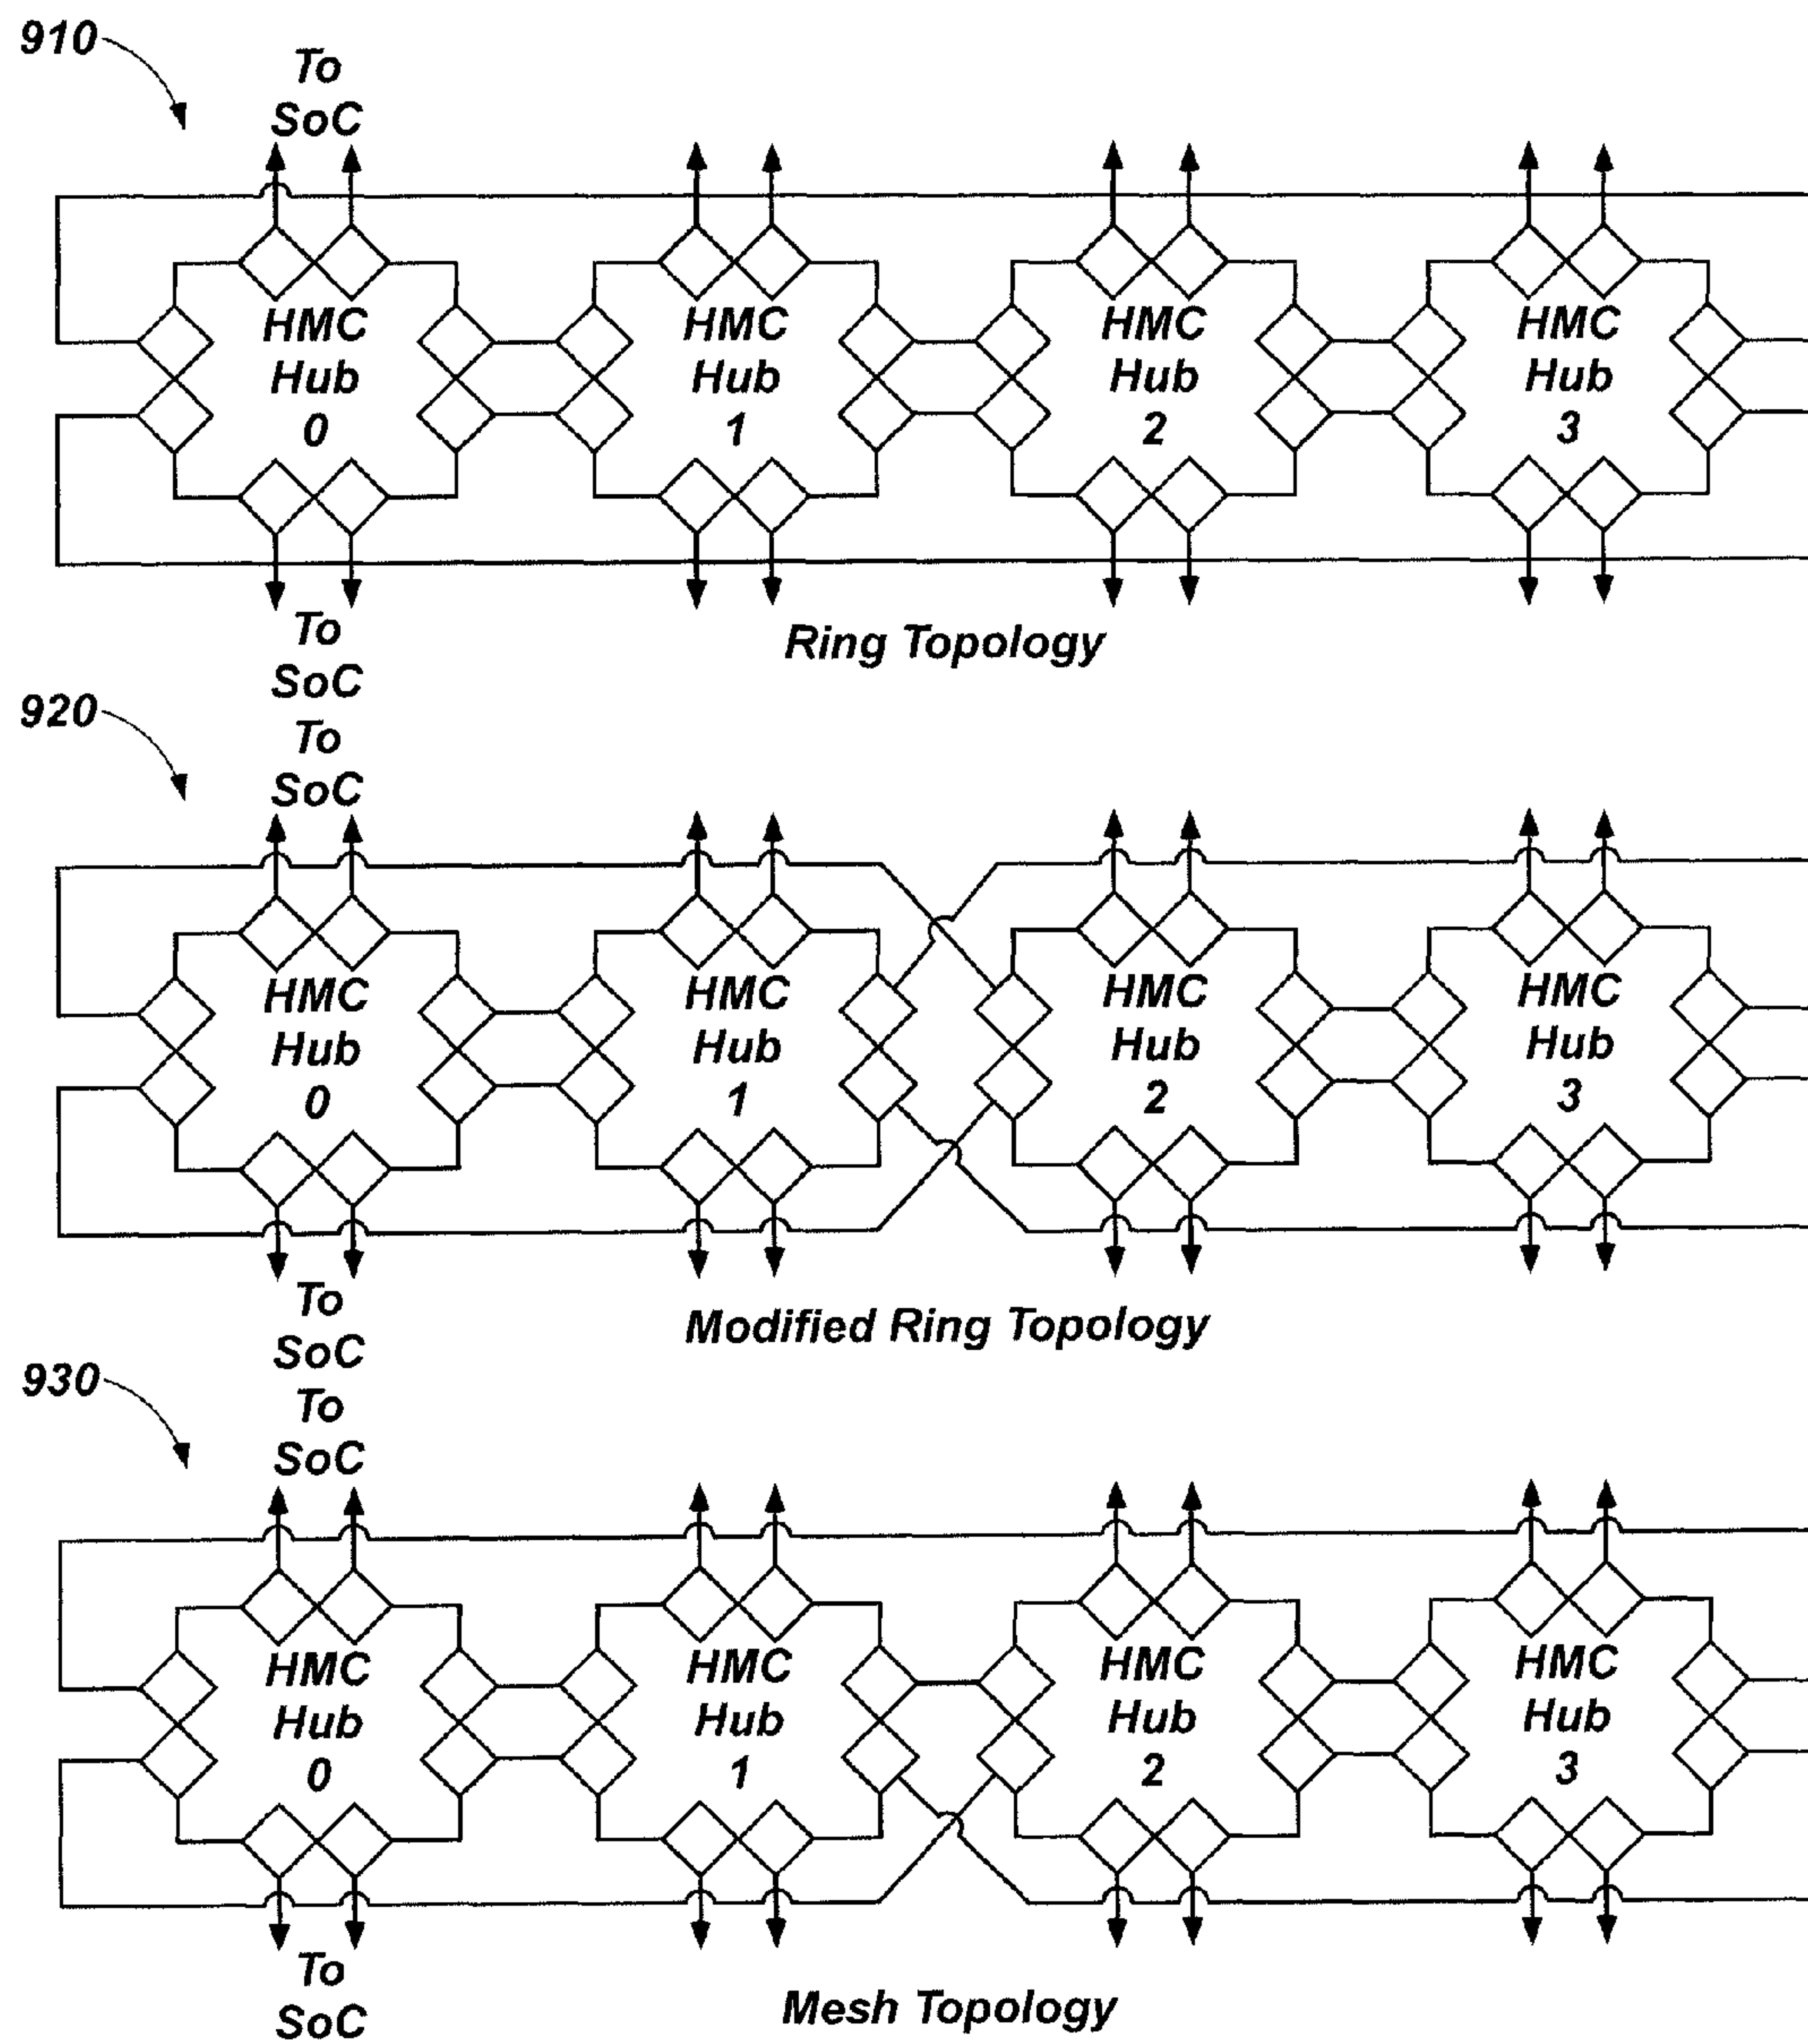 910
To
SoC
HMC
Hub
0
HMC
Hub
1
HMC
Hub
2
HMC
Hub
3
To
SoC
Ring Topology
920
To
SoC
HMC
Hub
0
HMC
Hub
1
HMC
Hub
2
HMC
Hub
3
To
SoC
Modified Ring Topology
930
To
SoC
HMC
Hub
0
HMC
Hub
1
HMC
Hub
2
HMC
Hub
3
To
SoC
Mesh Topology